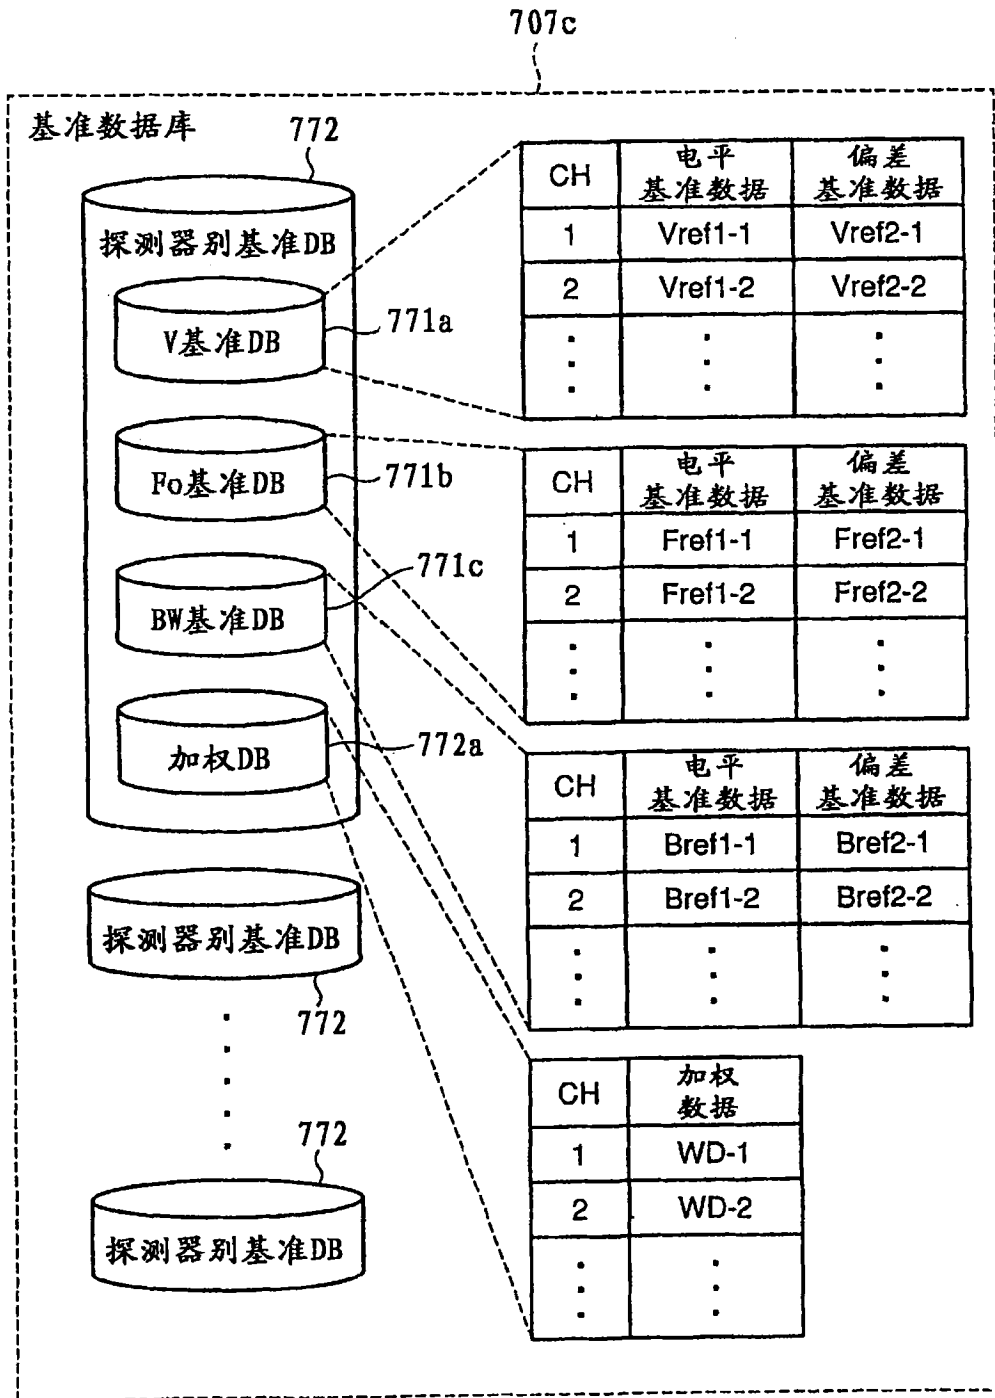 707c
基准数据库
772
探测器别基准DB
V基准DB
771a
Fo基准DB
771b
BW基准DB
771c
加权DB
772a
探测器别基准DB
772
772
探测器别基准DB
CH
电平
基准数据
偏差
基准数据
1 Vref1-1 Vref2-1
2 Vref1-2 Vref2-2
CH
电平
基准数据
偏差
基准数据
1 Fref1-1 Fref2-1
2 Fref1-2 Fref2-2
CH
电平
基准数据
偏差
基准数据
1 Bref1-1 Bref2-1
2 Bref1-2 Bref2-2
CH
加权
数据
1 WD-1
2 WD-2